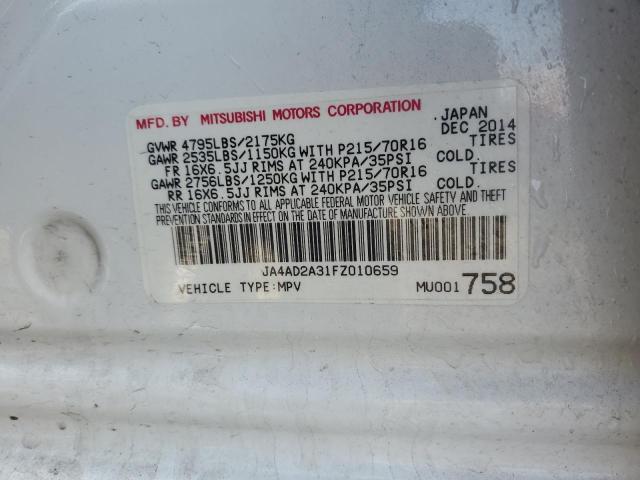 MFD. BY MITSUBISHI MOTORS CORPORATION , JAPAN
GVWR 4795LBS/2175KG DEC 2014
GAWR 2535LBS/1150KG WITH P215/70R16 TIRES
FR 16X6.5JJ RIMS AT 240KPA/35PSI COLD.
GAWR 2756LBS/1250KG WITH P215/70R16 TIRES
RR 16X6.5JJ RIMS AT 240KPA/35PSI COLD.
THIS VEHICLE CONFORMS TO ALL APPLICABLE FEDERAL MOTOR VEHICLE SAFETY AND THEFT
PREVENTION STANDARDS IN EFFECT ON THE DATE OF MANUFACTURE SHOWN ABOVE.
JA4AD2A31FZ010659
VEHICLE TYPE:MPV MU001758